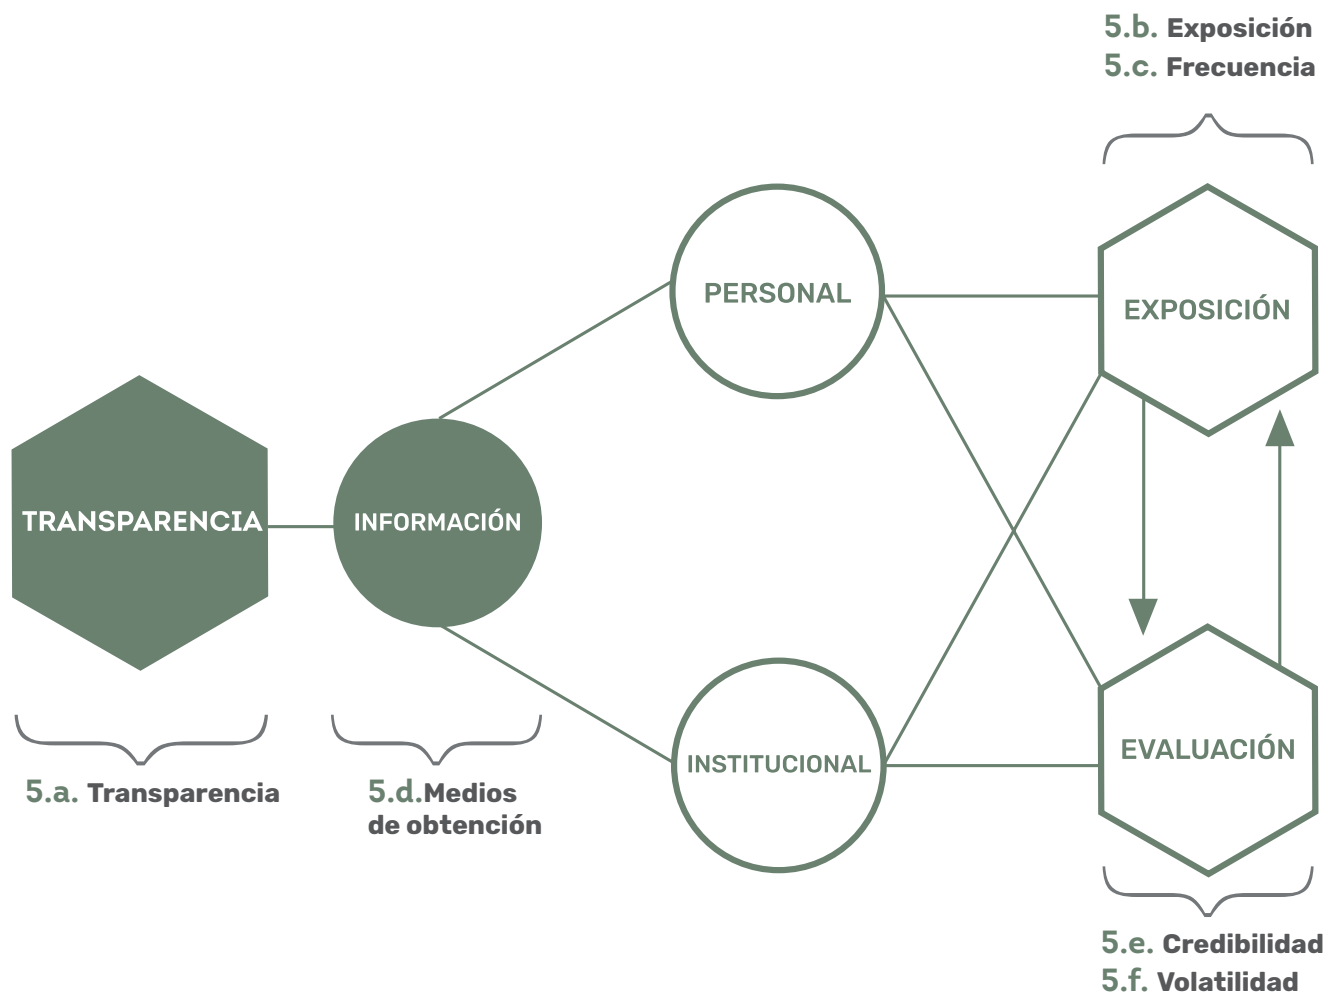 5.b. Exposición
5.c. Frecuencia
PERSONAL
EXPOSICIÓN
TRANSPARENCIA
INFORMACIÓN
INSTITUCIONAL
EVALUACIÓN
5.a. Transparencia
5.d.Medios
de obtención
5.e. Credibilidad
5.f. Volatilidad